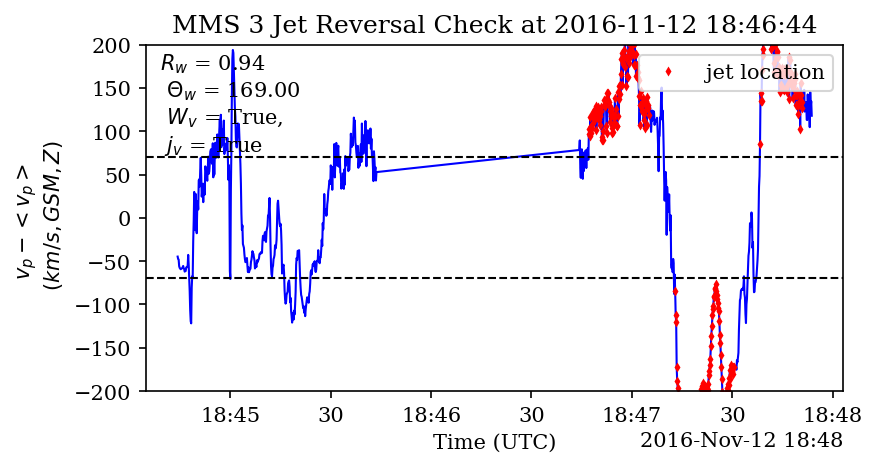 MMS 3 Jet Reversal Check at 2016-11-12 18:46:44
R_w = 0.94
Θ_w = 169.00
W_v = True,
j_v = True
jet location
200
150
100
50
0
−50
−100
−150
−200
v_p − < v_p >
(km/s, GSM, Z)
18:45
30
18:46
30
18:47
30
18:48
Time (UTC)
2016-Nov-12 18:48